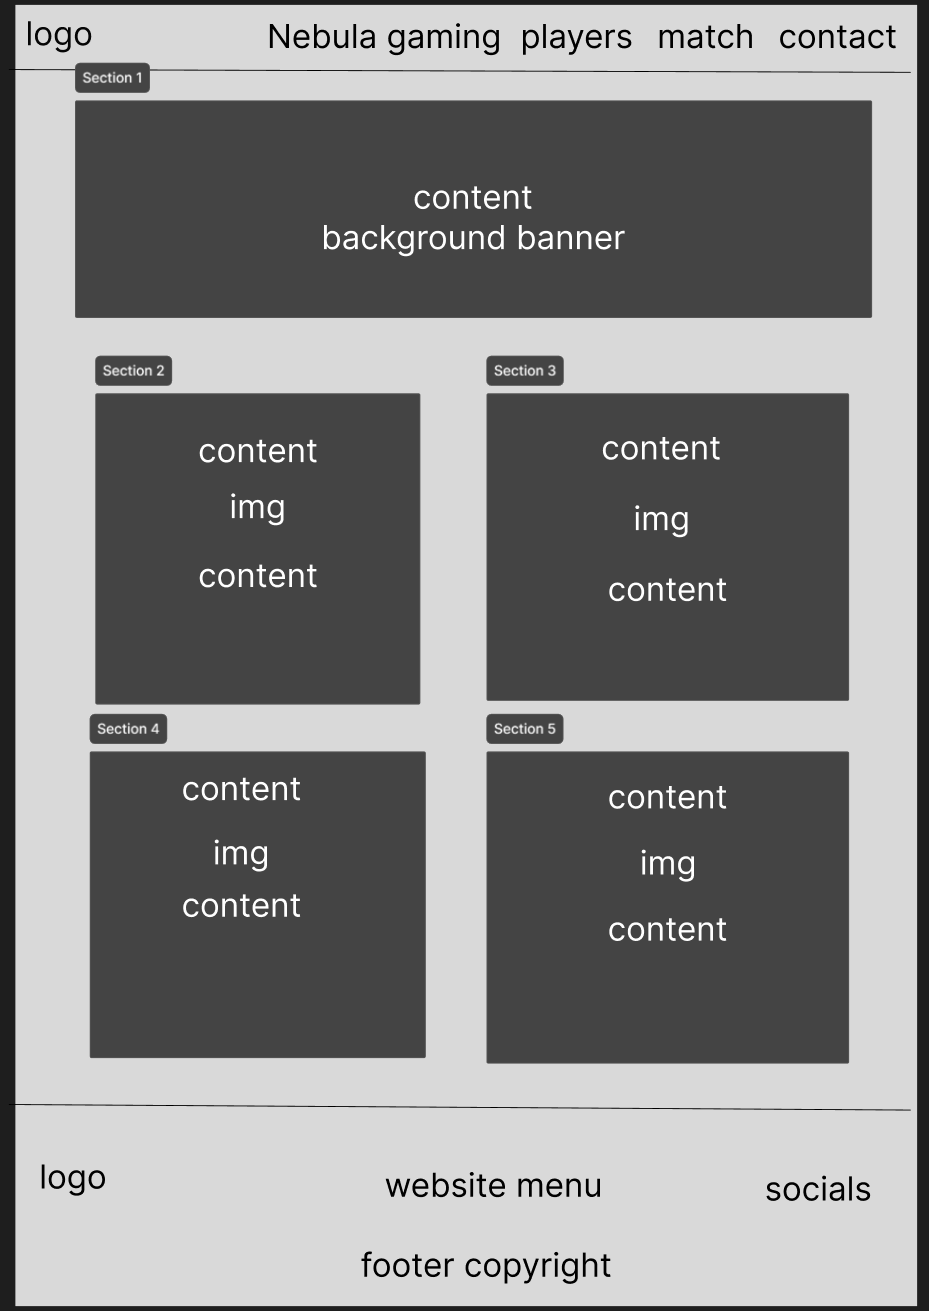 logo
Nebula gaming players match contact
Section 1
content
background banner
Section 2
content
img
content
Section 3
content
img
content
Section 4
content
img
content
Section 5
content
img
content
logo
website menu
socials
footer copyright